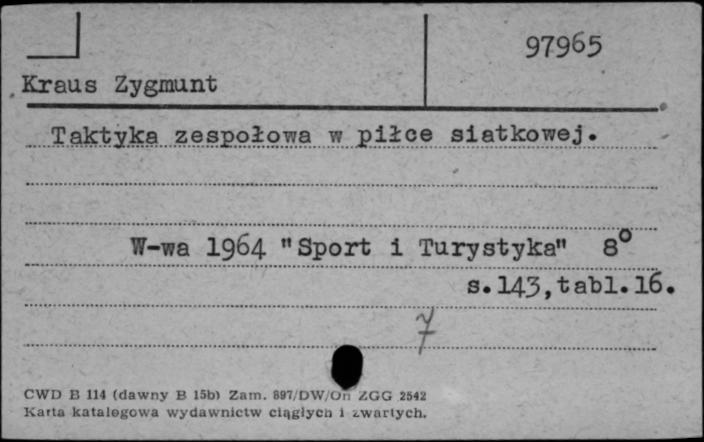 97965
Kraus Zygmunt
Taktyka zespołowa w piłce siatkowej.
W-wa 1964 "Sport i Turystyka" 8°
s.143,tabl.16.
7
CWD B 114 (dawny B 15b) Zam. 897/DW/On ZGG 2542
Karta katalogowa wydawnictw ciągłych i zwartych.